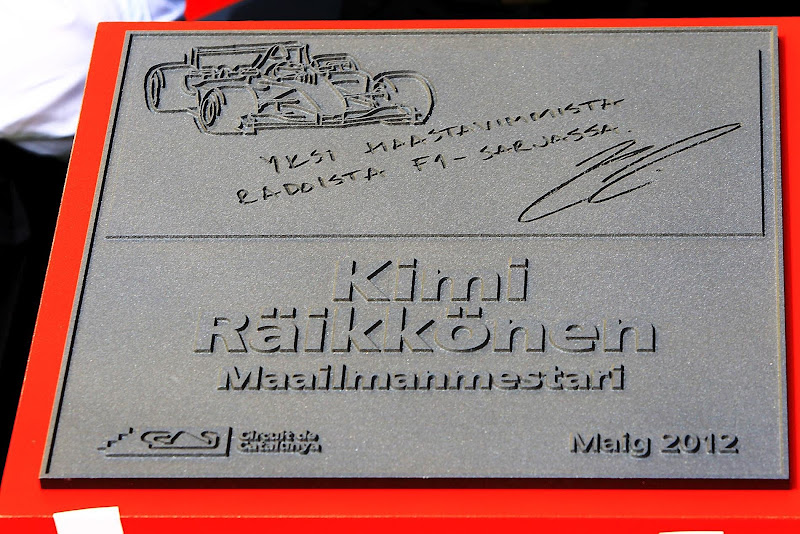 YKSI HAASTAVIMMISTA
RADOISTA F1-SARJASSA.
Kimi
Räikkönen
Maailmanmestari
Circuit de
Catalunya
Maig 2012